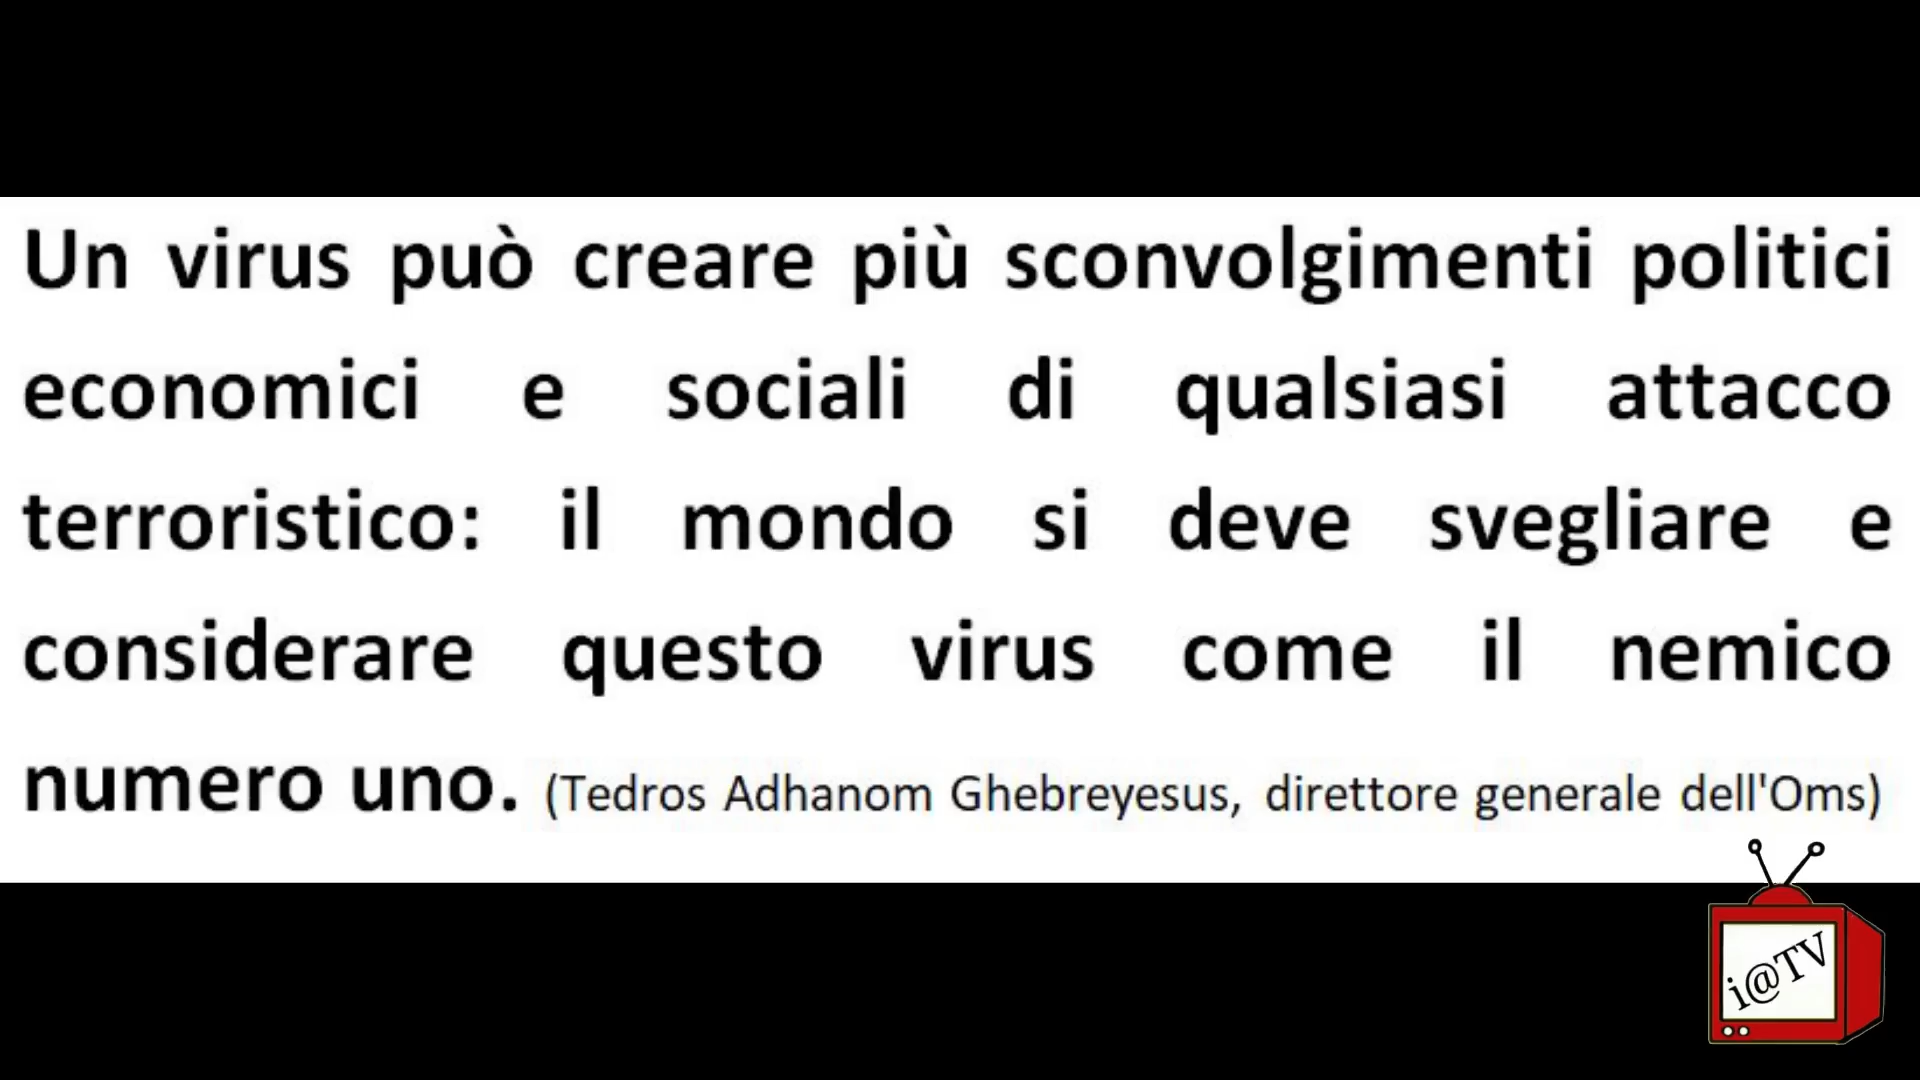 Un virus può creare più sconvolgimenti politici
economici e sociali di qualsiasi attacco
terroristico: il mondo si deve svegliare e
considerare questo virus come il nemico
numero uno. (Tedros Adhanom Ghebreyesus, direttore generale dell'Oms)
i@TV